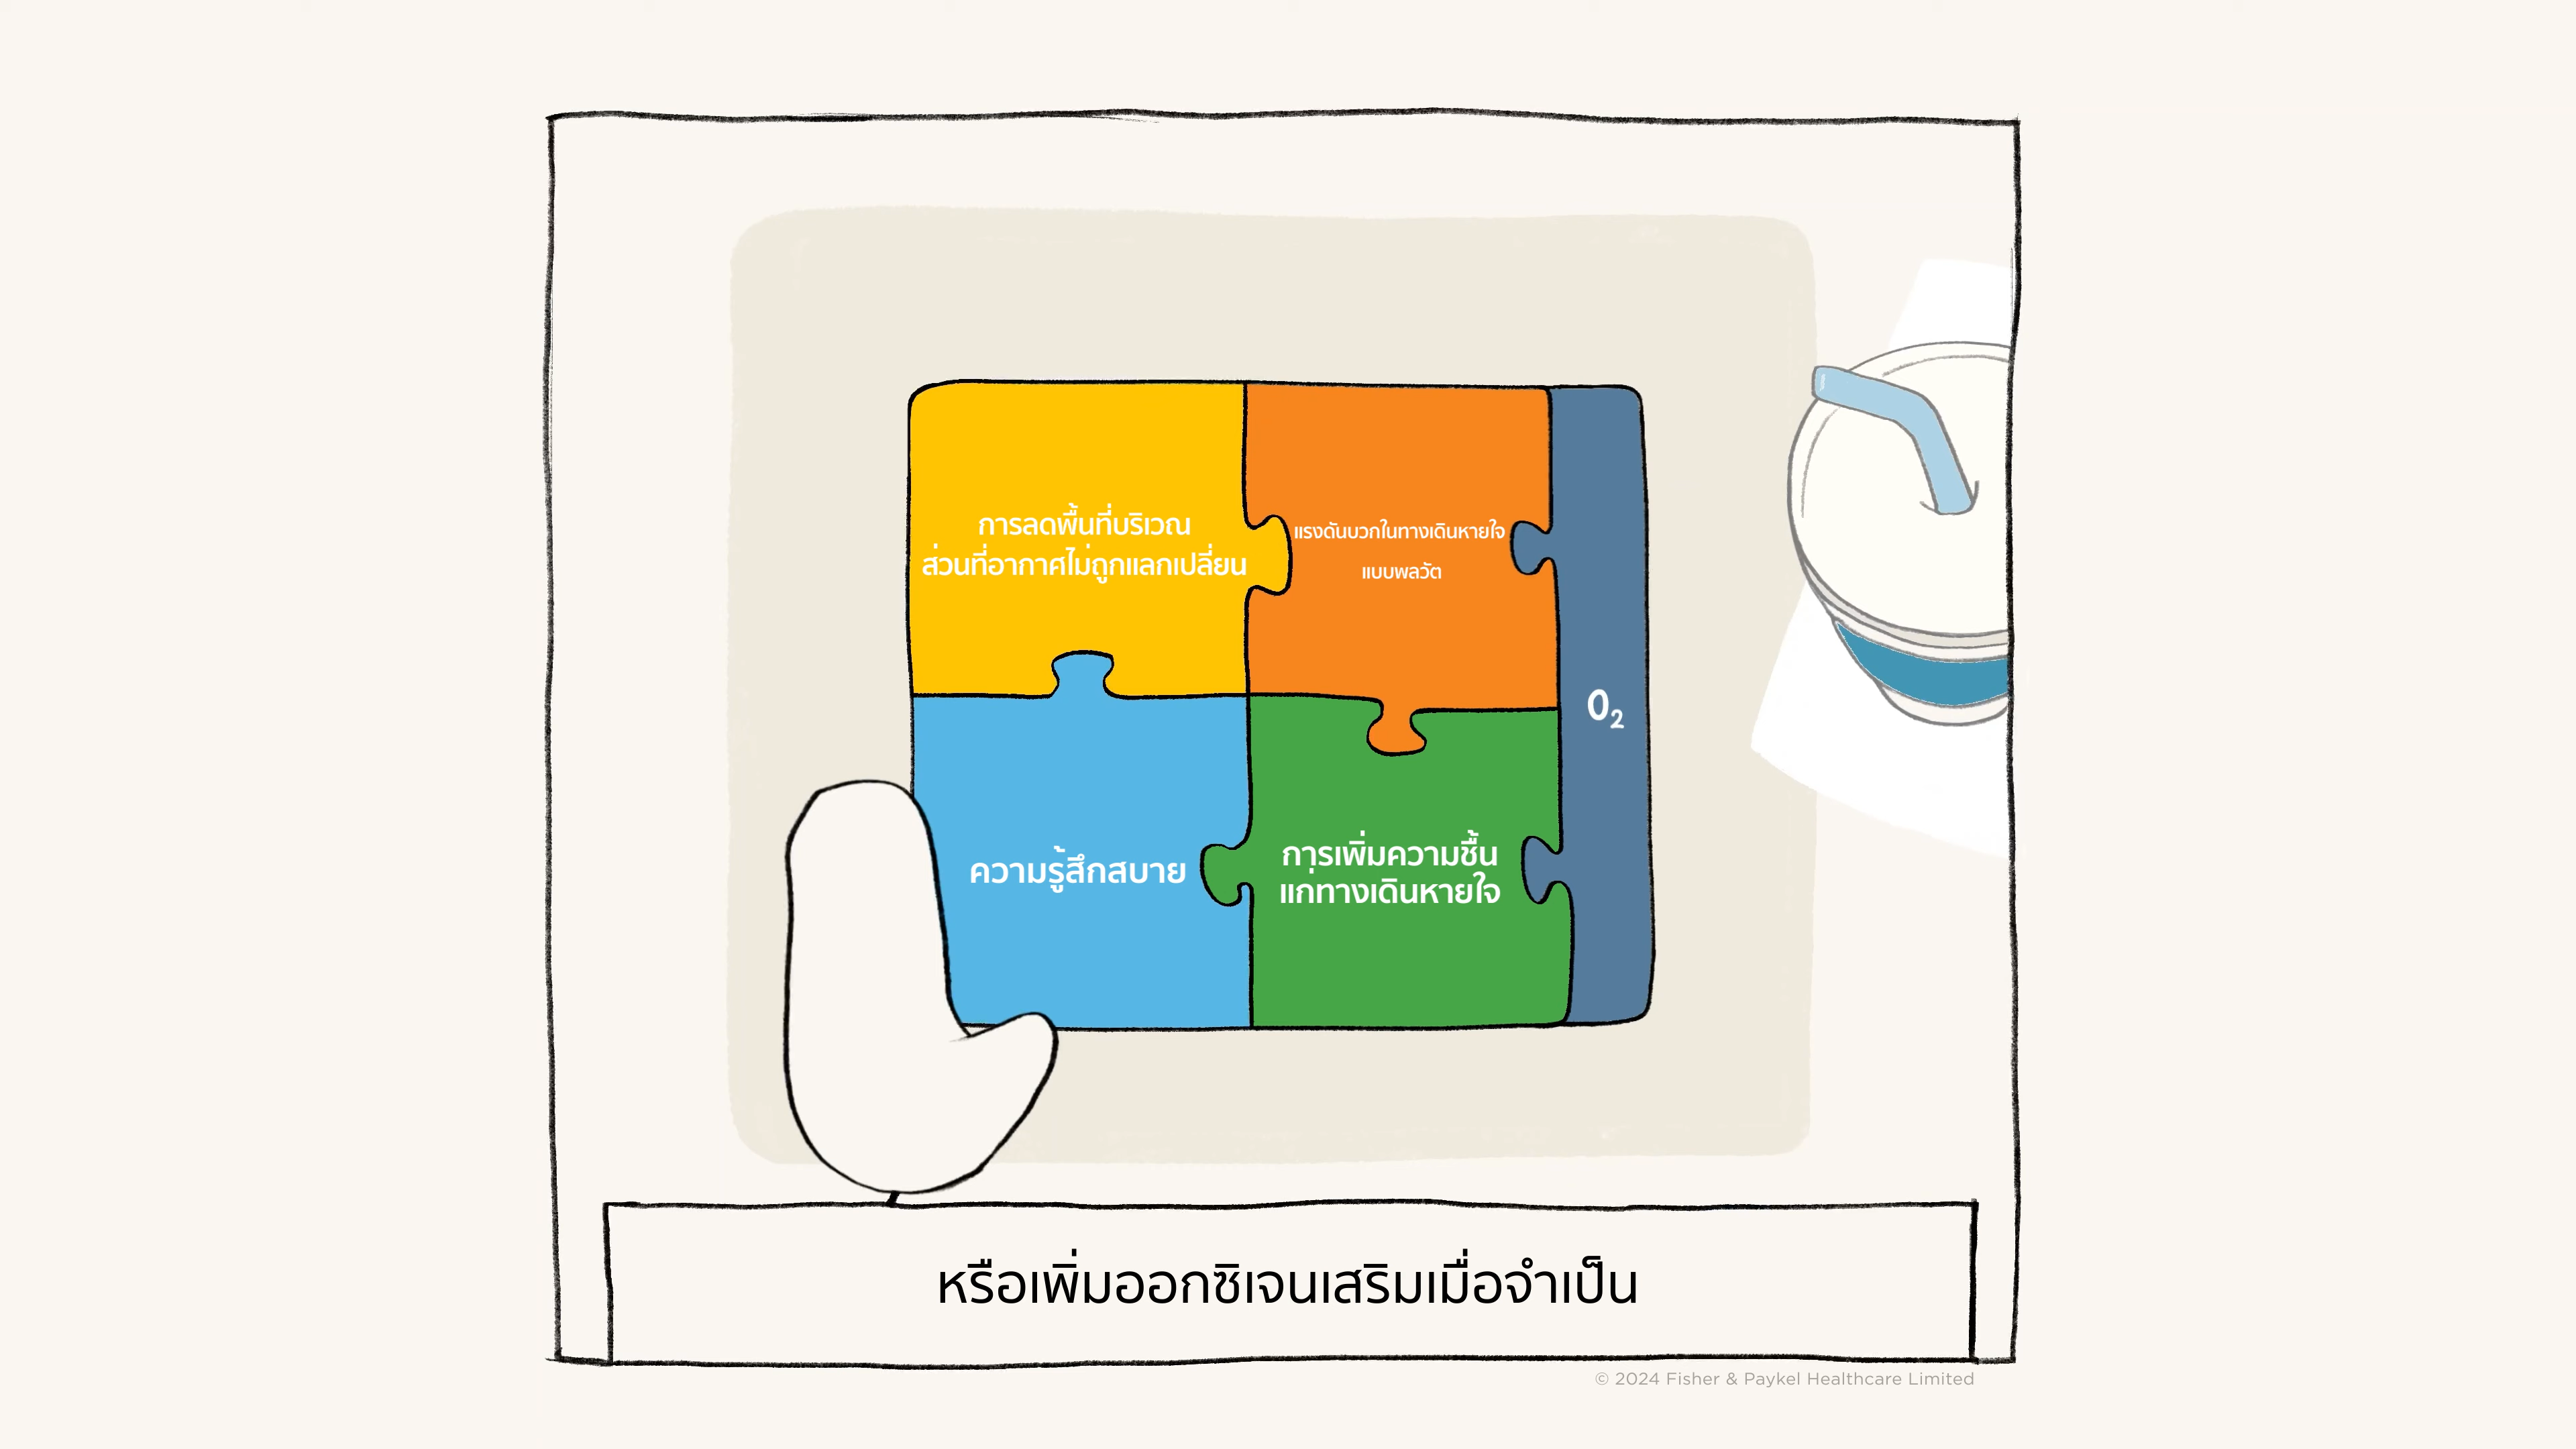 การลดพื้นที่บริเวณ
ส่วนที่อากาศไม่ถูกแลกเปลี่ยน
แรงดันบวกในทางเดินหายใจ
แบบพลวัต
O₂
ความรู้สึกสบาย
การเพิ่มความชื้น
แก่ทางเดินหายใจ
หรือเพิ่มออกซิเจนเสริมเมื่อจำเป็น
© 2024 Fisher & Paykel Healthcare Limited